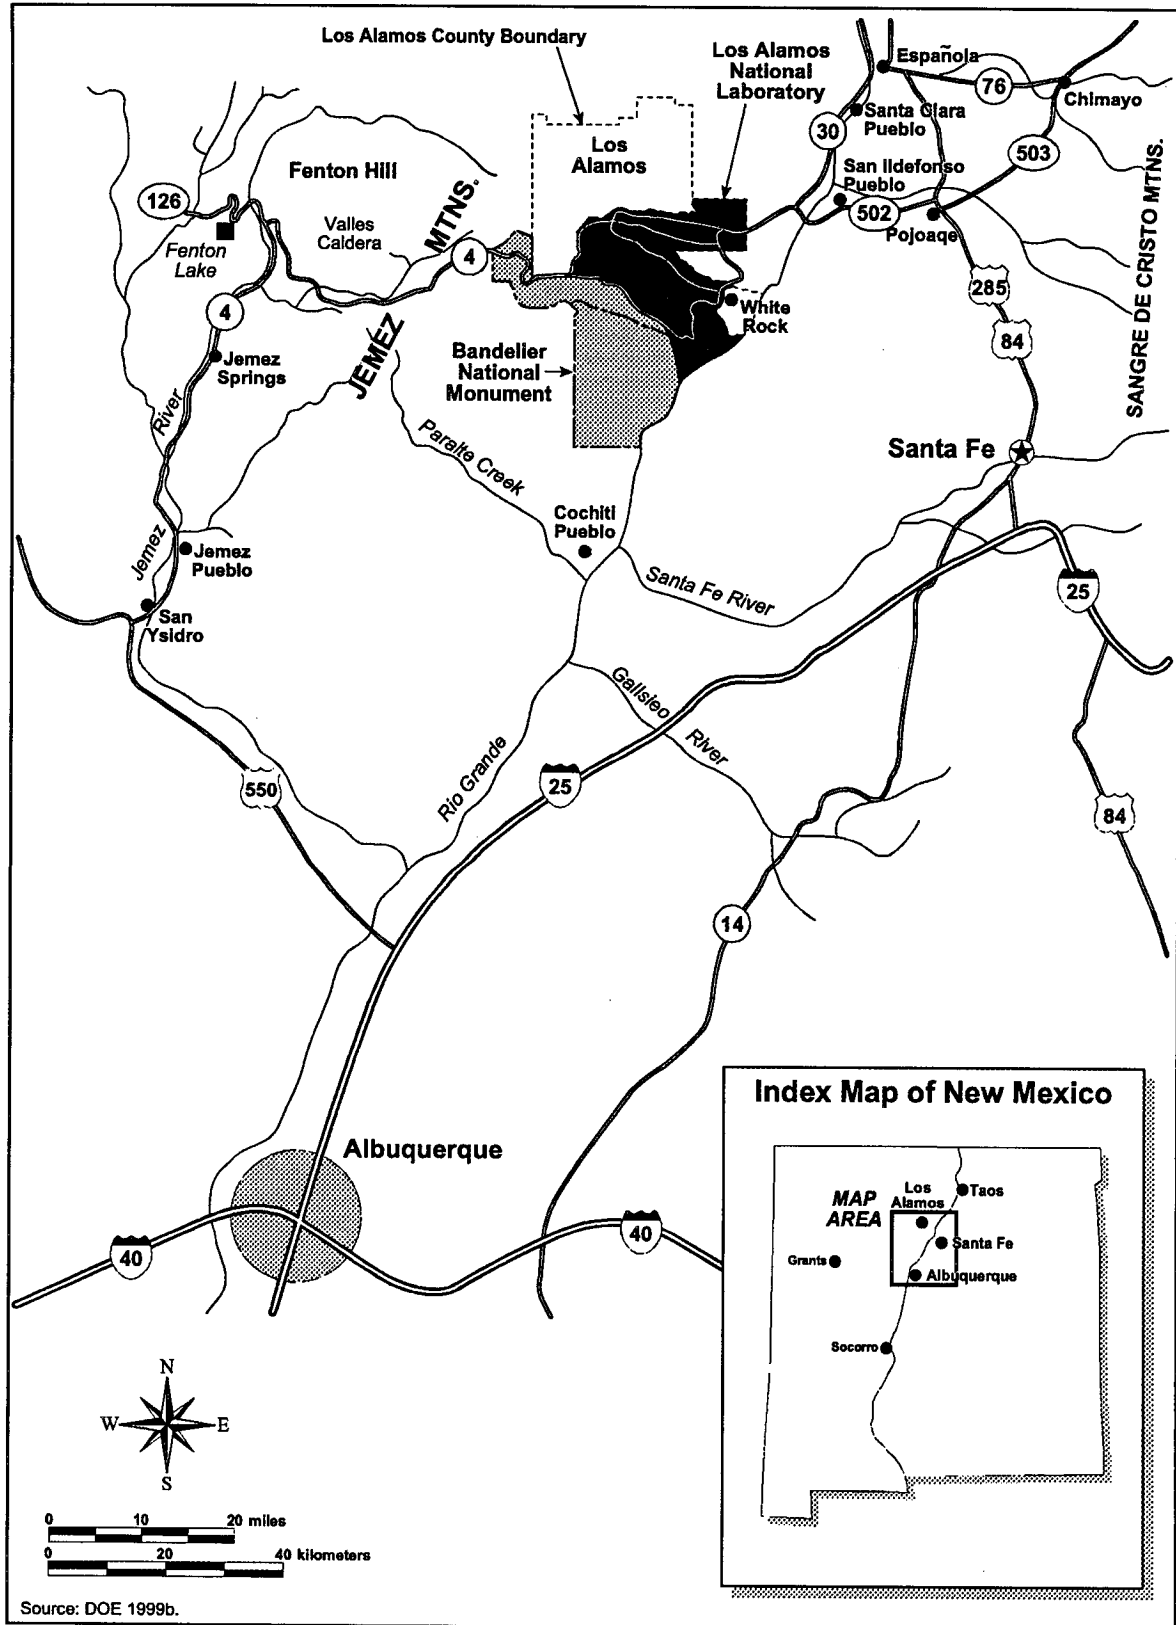 Los Alamos County Boundary
Los Alamos
National
Laboratory
Española
76
Chimayo
Santa Clara
Pueblo
30
Los
Alamos
503
San Ildefonso
Pueblo
502
Pojoaqe
SANGRE DE CRISTO MTNS.
Fenton Hill
126
Valles
Caldera
MTNS.
4
Fenton
Lake
4
285
84
White
Rock
JEMEZ
Jemez
Springs
Bandelier
National
Monument
River
Paralte Creek
Santa Fe
Cochiti
Pueblo
Jemez
Jemez
Pueblo
Santa Fe River
25
San
Ysidro
Galisieo
River
Rio Grande
550
25
84
14
Albuquerque
40
40
Index Map of New Mexico
MAP
AREA
Los
Alamos
Taos
Santa Fe
Grants
Albuquerque
Socorro
N
W
E
S
0 10 20 miles
0 20 40 kilometers
Source: DOE 1999b.